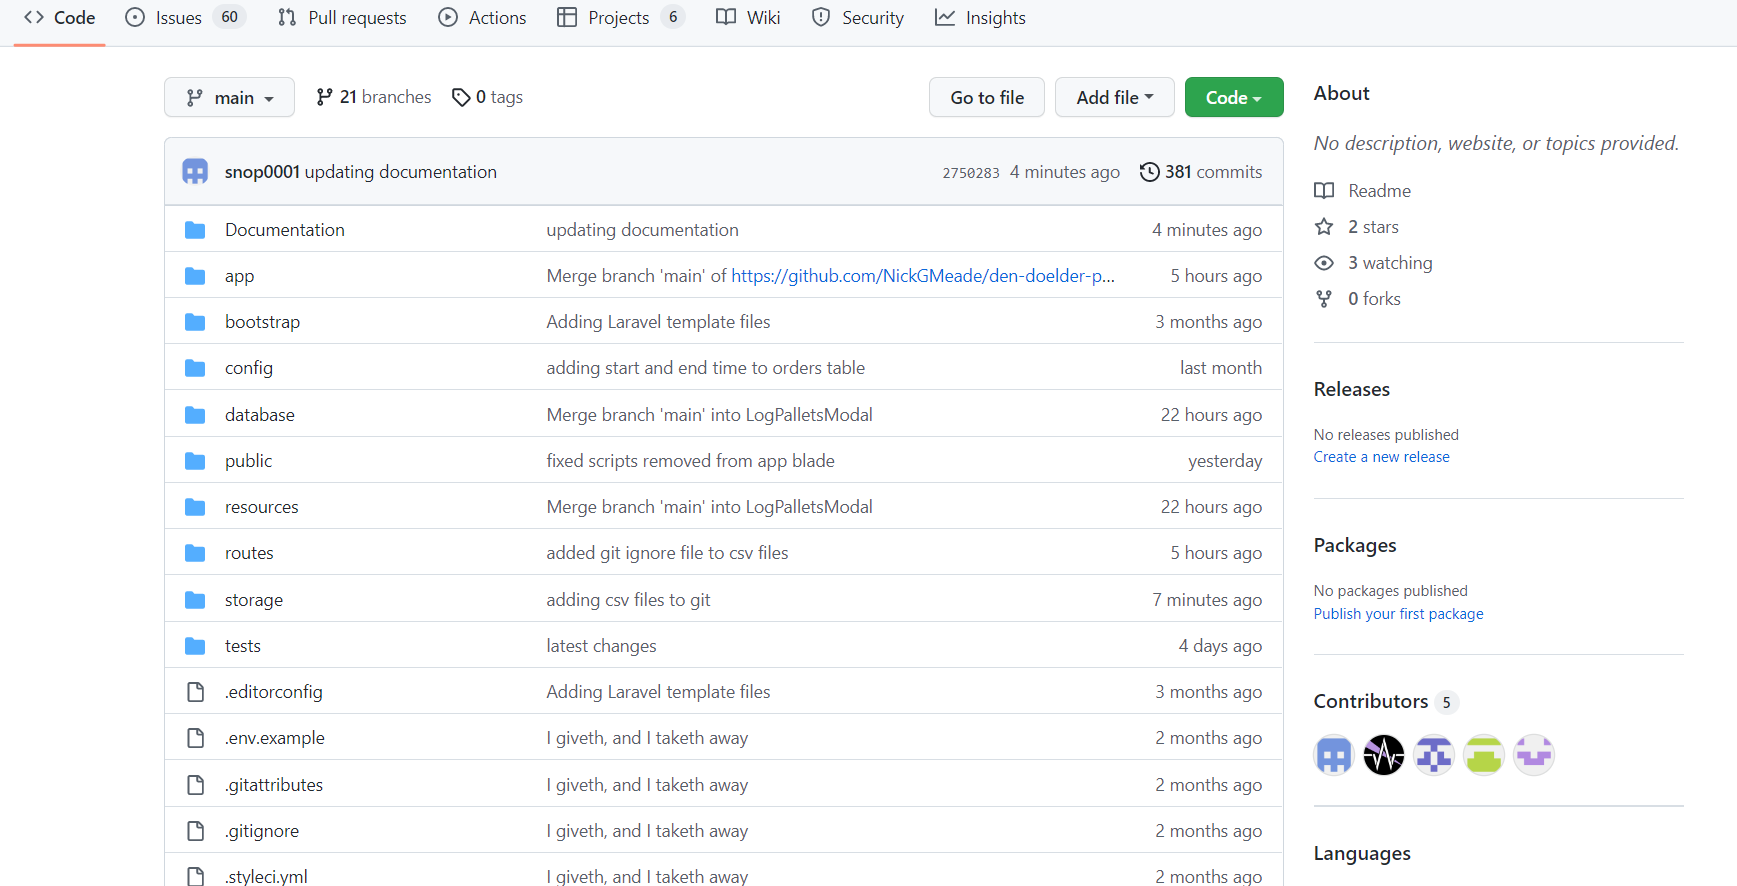 Code Issues 60 Pull requests Actions Projects 6 Wiki Security Insights
main 21 branches 0 tags Go to file Add file Code
snop0001 updating documentation 2750283 4 minutes ago 381 commits
Documentation updating documentation 4 minutes ago
app Merge branch 'main' of https://github.com/NickGMeade/den-doelder-p... 5 hours ago
bootstrap Adding Laravel template files 3 months ago
config adding start and end time to orders table last month
database Merge branch 'main' into LogPalletsModal 22 hours ago
public fixed scripts removed from app blade yesterday
resources Merge branch 'main' into LogPalletsModal 22 hours ago
routes added git ignore file to csv files 5 hours ago
storage adding csv files to git 7 minutes ago
tests latest changes 4 days ago
.editorconfig Adding Laravel template files 3 months ago
.env.example I giveth, and I taketh away 2 months ago
.gitattributes I giveth, and I taketh away 2 months ago
.gitignore I giveth, and I taketh away 2 months ago
.styleci.yml I giveth, and I taketh away 2 months ago
About
No description, website, or topics provided.
Readme
2 stars
3 watching
0 forks
Releases
No releases published
Create a new release
Packages
No packages published
Publish your first package
Contributors 5
Languages